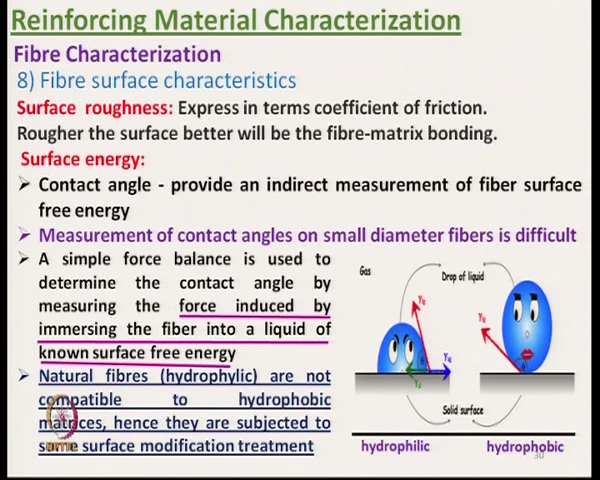 Reinforcing Material Characterization
Fibre Characterization
8) Fibre surface characteristics
Surface roughness: Express in terms coefficient of friction.
Rougher the surface better will be the fibre-matrix bonding.
Surface energy:
➤ Contact angle - provide an indirect measurement of fiber surface
free energy
➤ Measurement of contact angles on small diameter fibers is difficult
➤ A simple force balance is used to
determine the contact angle by
measuring the force induced by
immersing the fiber into a liquid of
known surface free energy
➤ Natural fibres (hydrophylic) are not
compatible to hydrophobic
matrices, hence they are subjected to
some surface modification treatment
Gas
Drop of liquid
Solid surface
hydrophilic hydrophobic
30